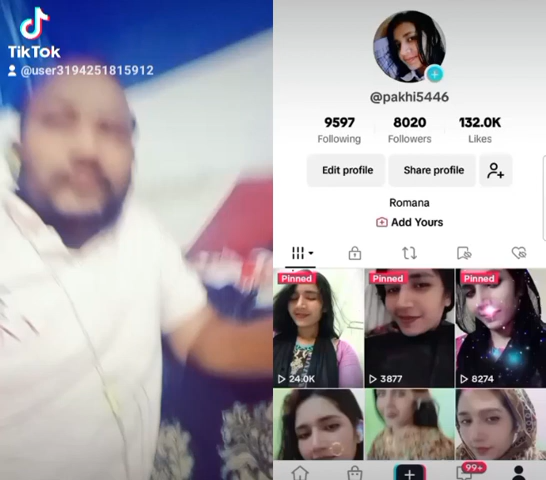 TikTok
@user3194251815912
@pakhi5446
9597 8020 132.0K
Following Followers Likes
Edit profile Share profile
Romana
Add Yours
Pinned Pinned Pinned
24.0K 3877 8274
99+